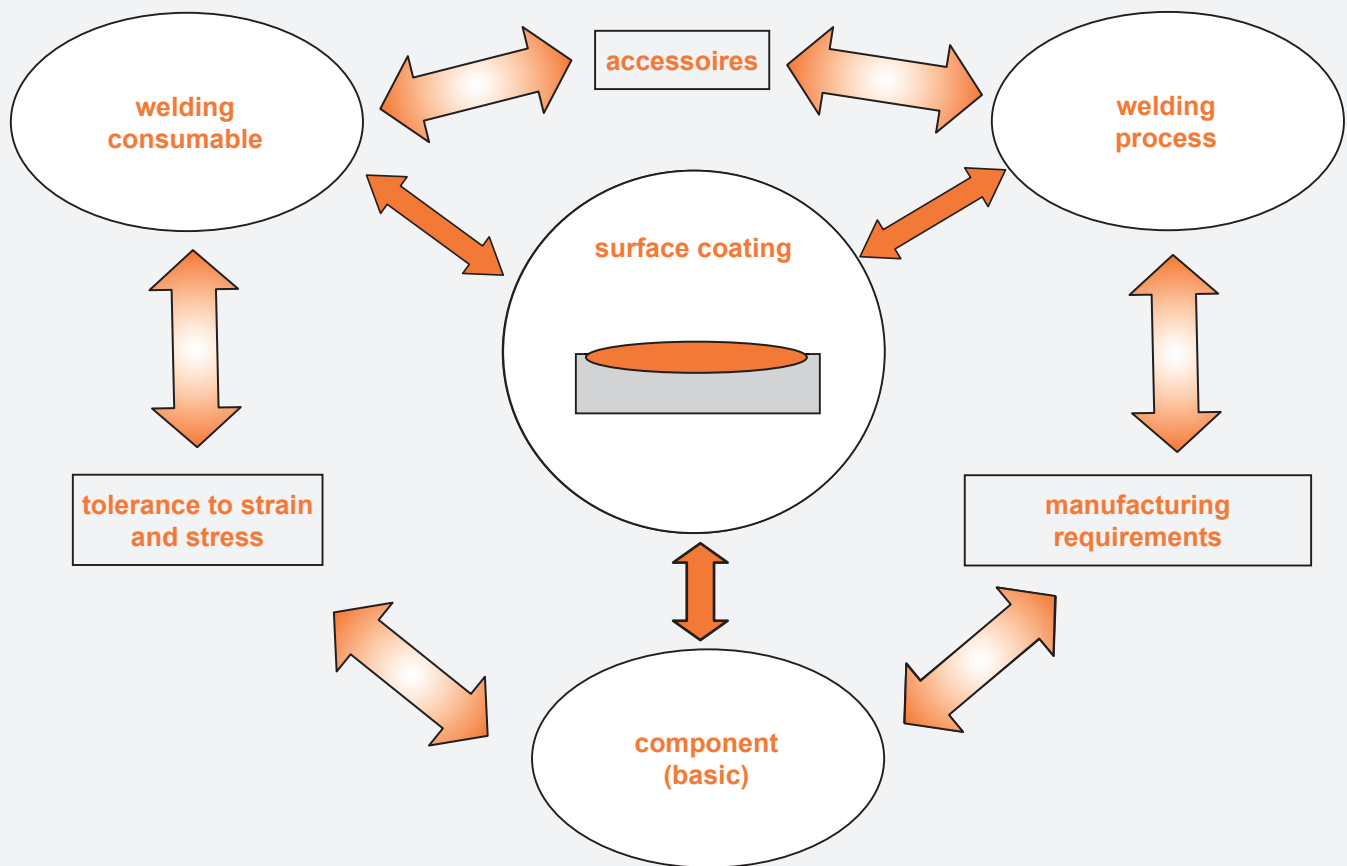 accessoires
welding
consumable
welding
process
surface coating
tolerance to strain
and stress
manufacturing
requirements
component
(basic)